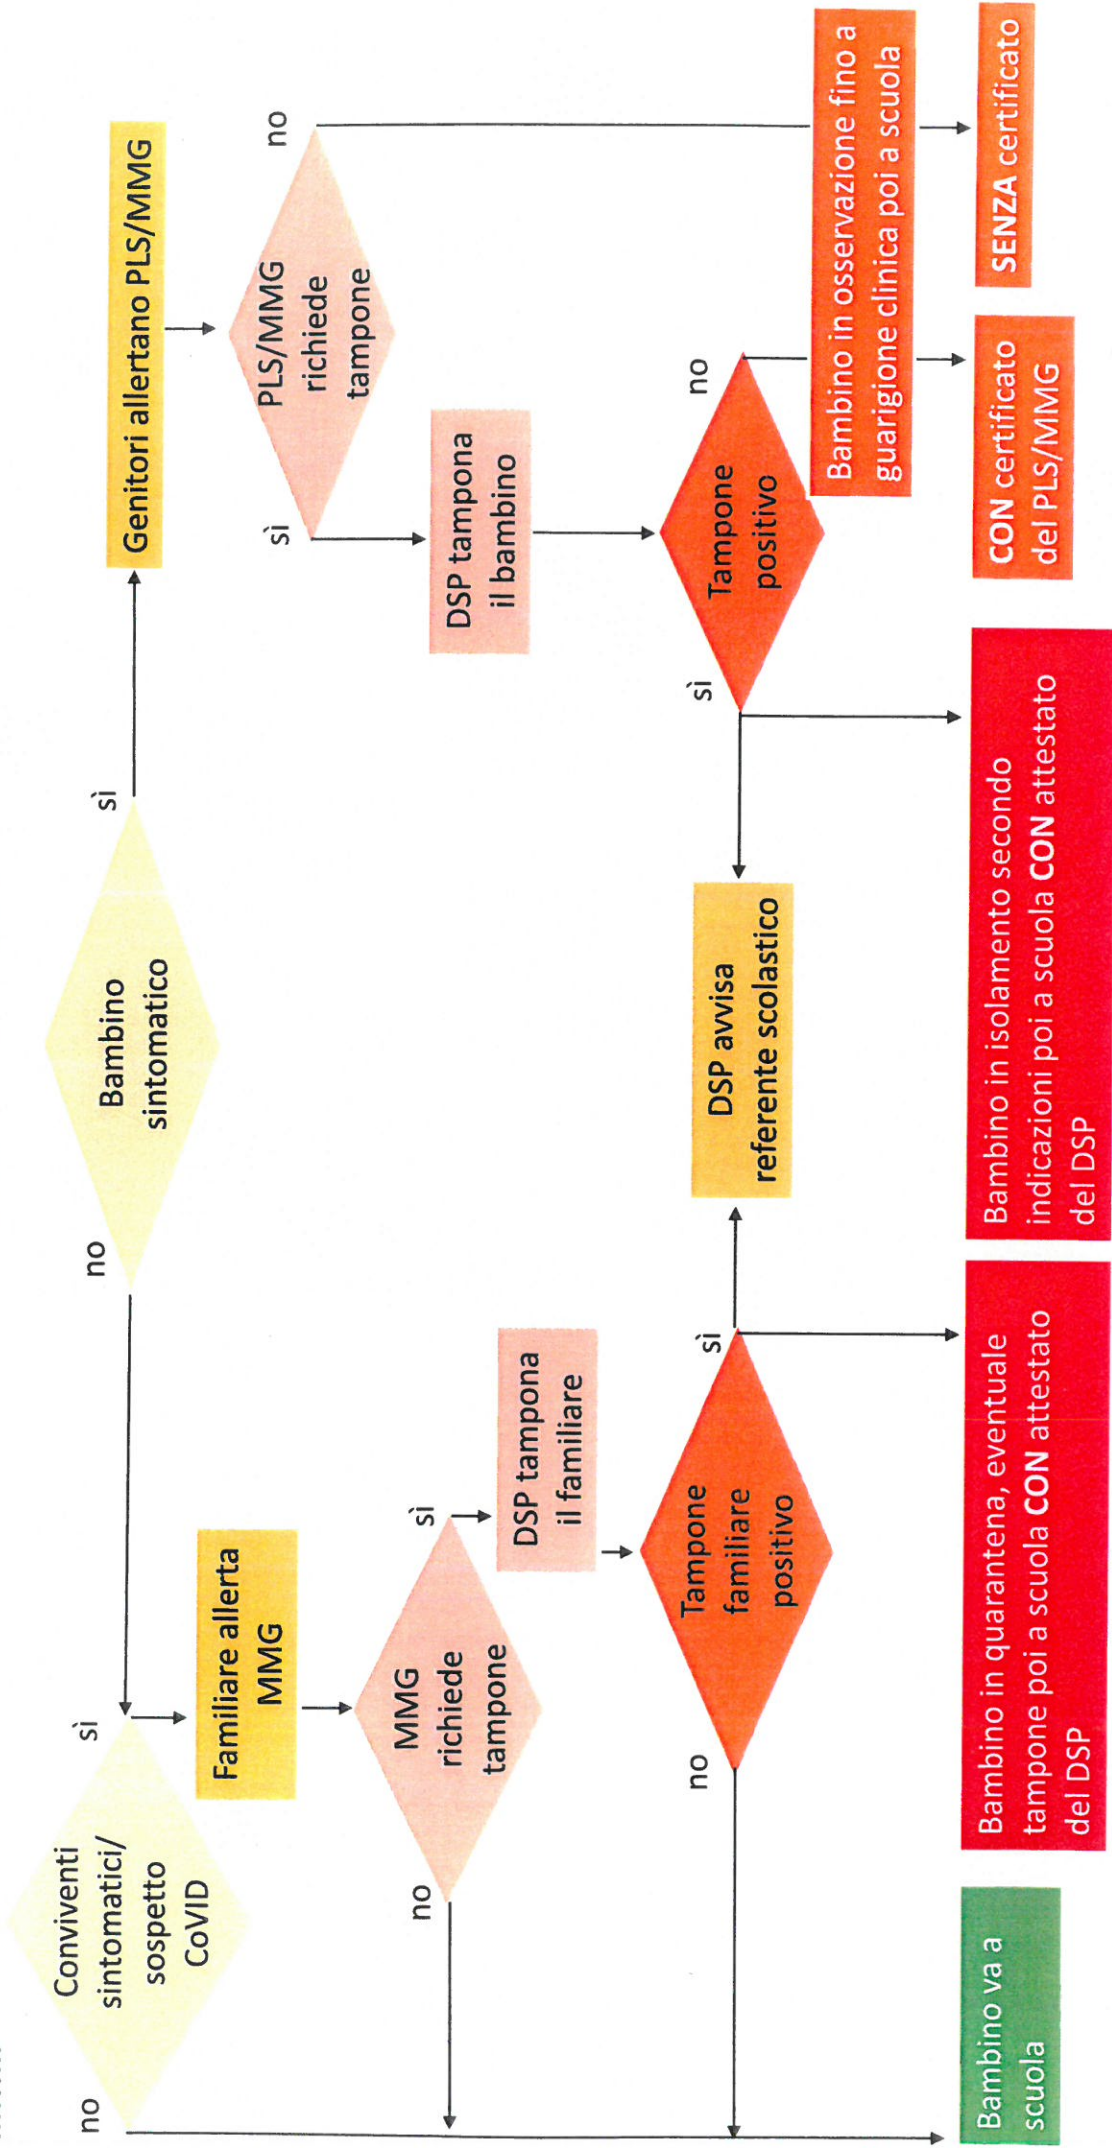 Bambino
sintomatico
no
sì
Conviventi
sintomatici/
sospetto
CoVID
no
sì
Familiare allerta
MMG
MMG
richiede
tampone
no
sì
DSP tampona
il familiare
Tampone
familiare
positivo
no
sì
Genitori allertano PLS/MMG
PLS/MMG
richiede
tampone
sì
no
DSP tampona
il bambino
Tampone
positivo
sì
no
DSP avvisa
referente scolastico
Bambino in osservazione fino a
guarigione clinica poi a scuola
Bambino va a
scuola
Bambino in quarantena, eventuale
tampone poi a scuola CON attestato
del DSP
Bambino in isolamento secondo
indicazioni poi a scuola CON attestato
del DSP
CON certificato
del PLS/MMG
SENZA certificato